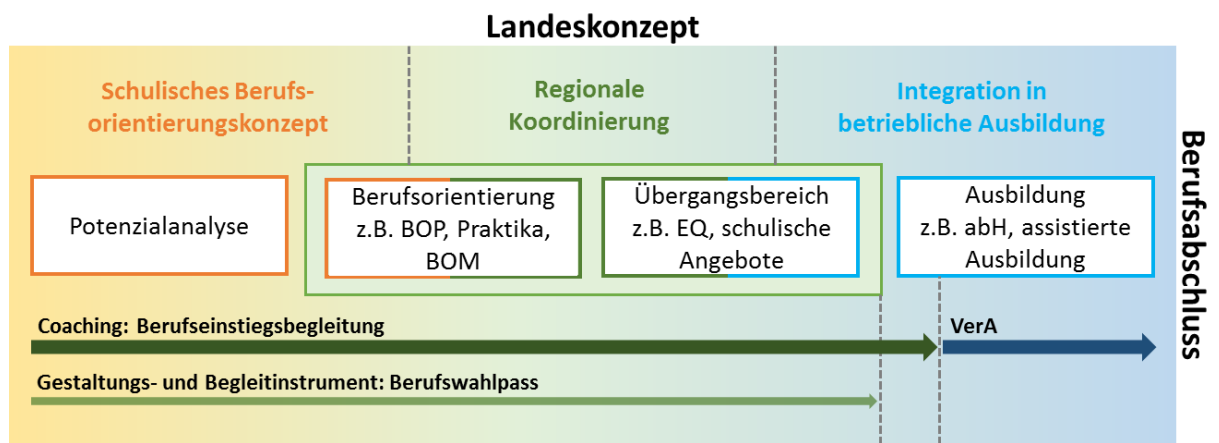 Landeskonzept
Schulisches Berufs-
orientierungskonzept
Regionale
Koordinierung
Integration in
betriebliche Ausbildung
Potenzialanalyse
Berufsorientierung
z.B. BOP, Praktika,
BOM
Übergangsbereich
z.B. EQ, schulische
Angebote
Ausbildung
z.B. abH, assistierte
Ausbildung
Coaching: Berufseinstiegsbegleitung
VerA
Gestaltungs- und Begleitinstrument: Berufswahlpass
Berufsabschluss